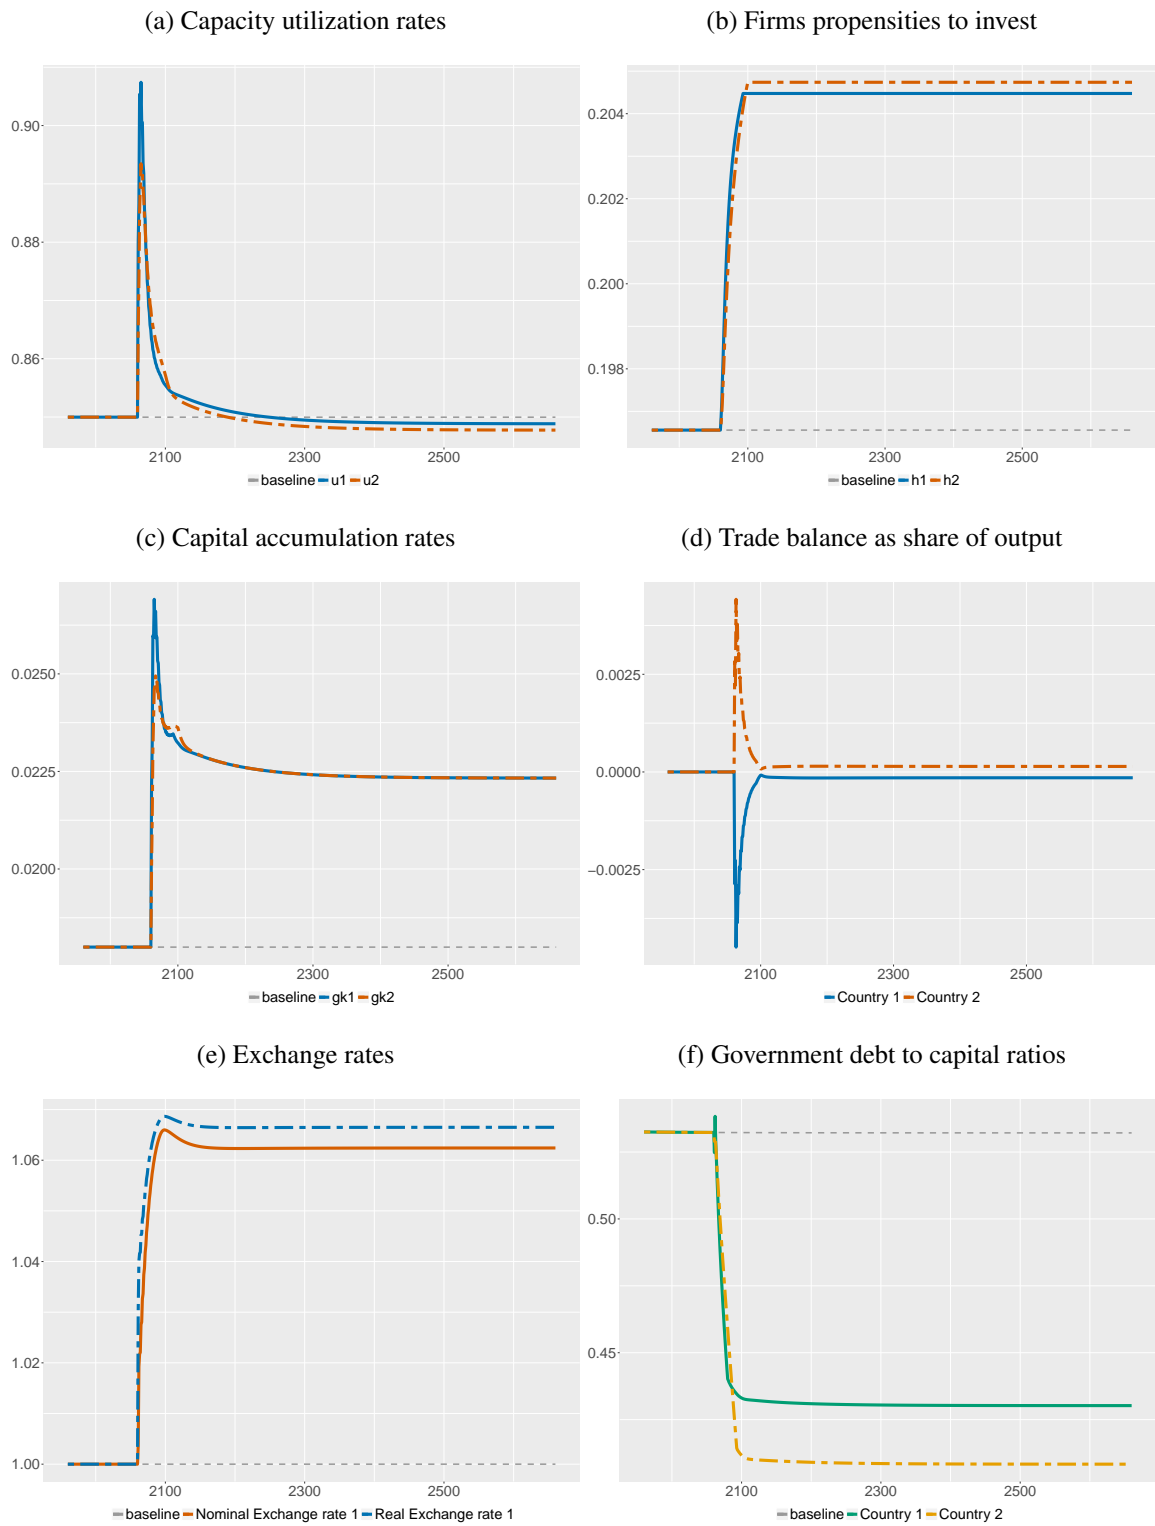 (a) Capacity utilization rates
0.90
0.88
0.86
2100 2300 2500
baseline u1 u2
(b) Firms propensities to invest
0.204
0.202
0.200
0.198
2100 2300 2500
baseline h1 h2
(c) Capital accumulation rates
0.0250
0.0225
0.0200
2100 2300 2500
baseline gk1 gk2
(d) Trade balance as share of output
0.0025
0.0000
−0.0025
2100 2300 2500
Country 1 Country 2
(e) Exchange rates
1.06
1.04
1.02
1.00
2100 2300 2500
baseline Nominal Exchange rate 1 Real Exchange rate 1
(f) Government debt to capital ratios
0.50
0.45
2100 2300 2500
baseline Country 1 Country 2